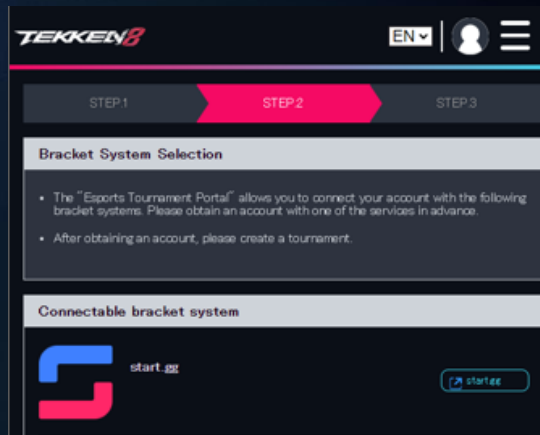 TEKKEN8
EN
STEP.1 STEP.2 STEP.3
Bracket System Selection
• The "Esports Tournament Portal" allows you to connect your account with the following
bracket systems. Please obtain an account with one of the services in advance.
• After obtaining an account, please create a tournament.
Connectable bracket system
start.gg
start.gg